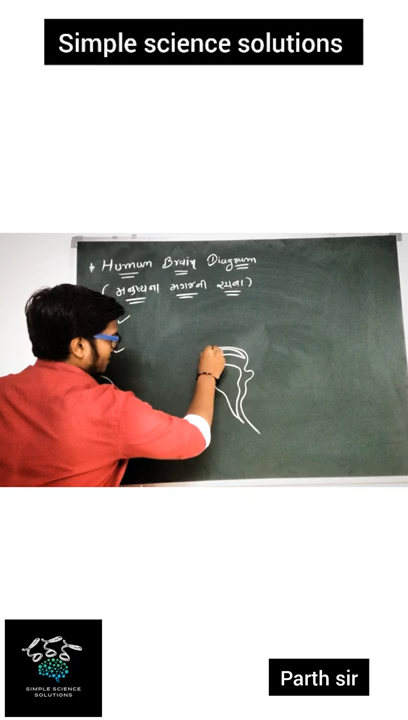 Simple science solutions
* Human Brain Diagram
( મનુષ્યના મગજની રચના )
SIMPLE SCIENCE
SOLUTIONS
Parth sir